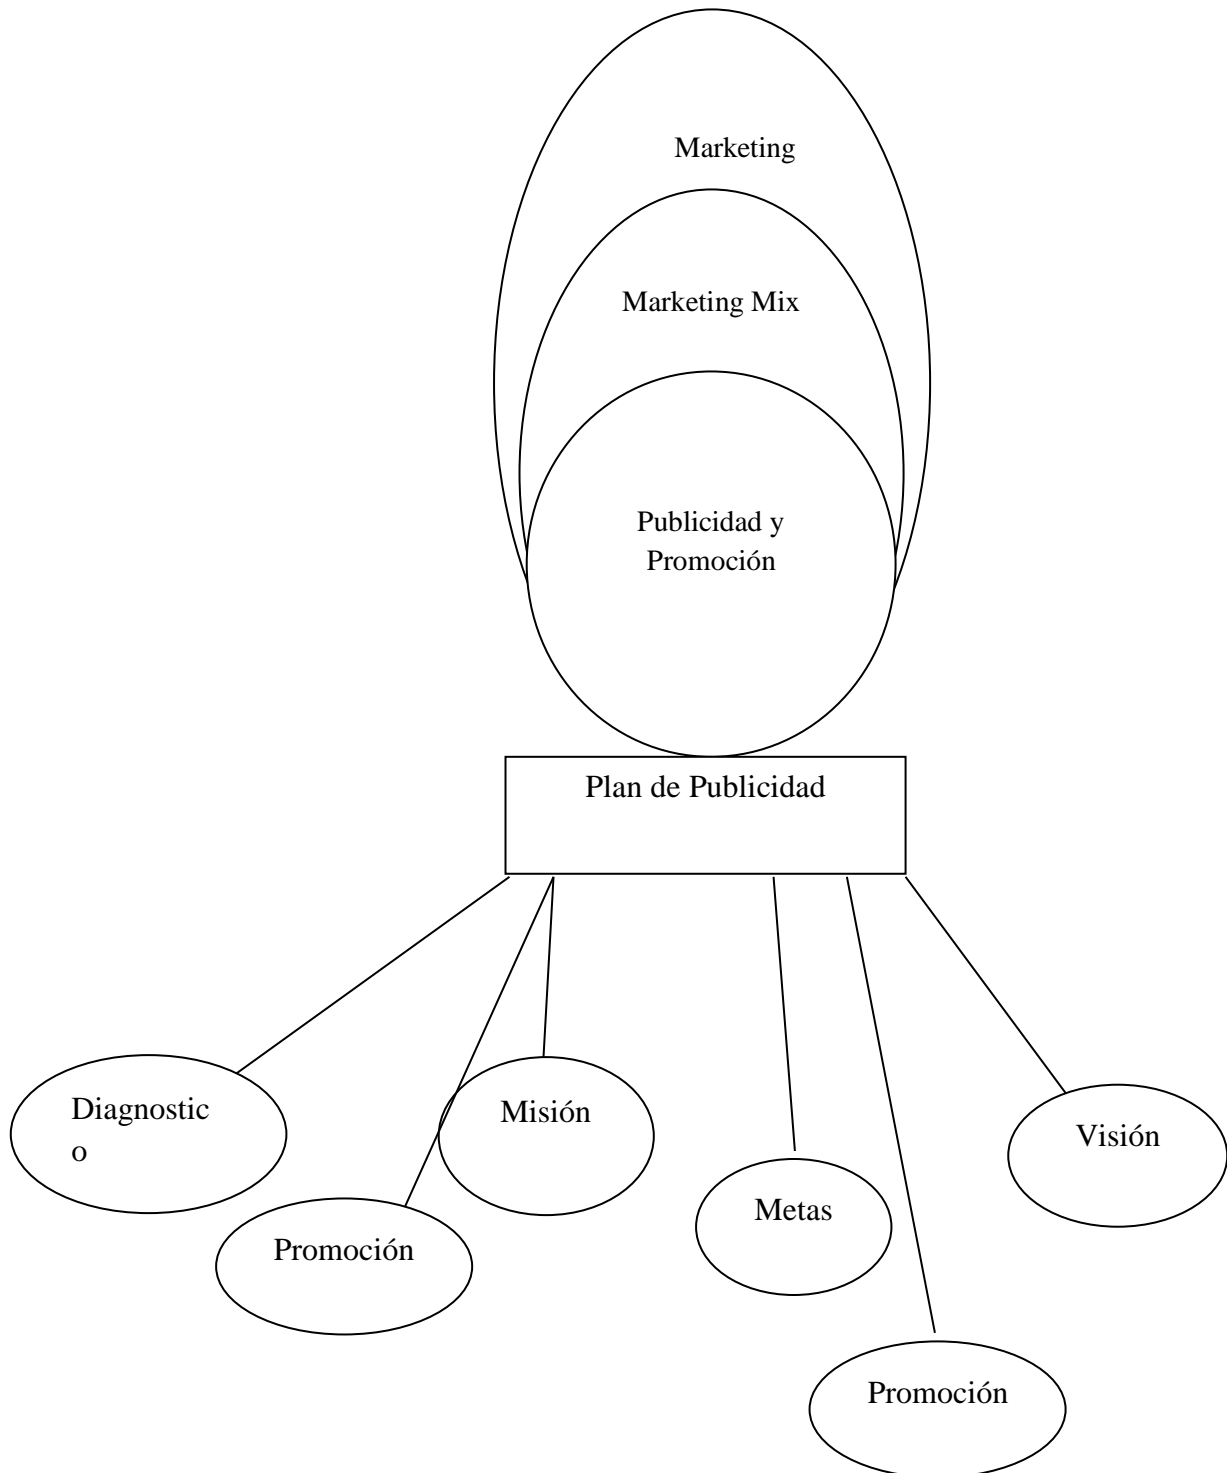 Marketing
Marketing Mix
Publicidad y
Promoción
Plan de Publicidad
Diagnostic
o
Misión
Visión
Promoción
Metas
Promoción